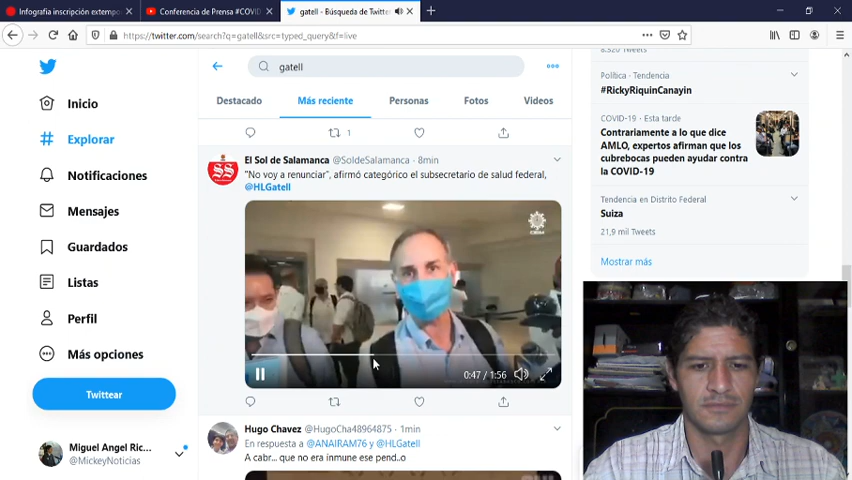 Infografía inscripción extempo
Conferencia de Prensa #COVID
gatell - Búsqueda de Twitter
https://twitter.com/search?q=gatell&src=typed_query&f=live
Inicio
Explorar
Notificaciones
Mensajes
Guardados
Listas
Perfil
Más opciones
Twittear
Miguel Angel Ric...
@MickeyNoticias
gatell
Destacado
Más reciente
Personas
Fotos
Videos
1
El Sol de Salamanca @SoldeSalamanca · 8min
"No voy a renunciar", afirmó categórico el subsecretario de salud federal,
@HLGatell
SS
0:47 / 1:56
Hugo Chavez @HugoCha48964875 · 1min
En respuesta a @ANAIRAM76 y @HLGatell
A cabr... que no era inmune ese pend..o
8,320 Tweets
Política · Tendencia
#RickyRiquinCanayin
COVID-19 · Esta tarde
Contrariamente a lo que dice
AMLO, expertos afirman que los
cubrebocas pueden ayudar contra
la COVID-19
Tendencia en Distrito Federal
Suiza
21,9 mil Tweets
Mostrar más